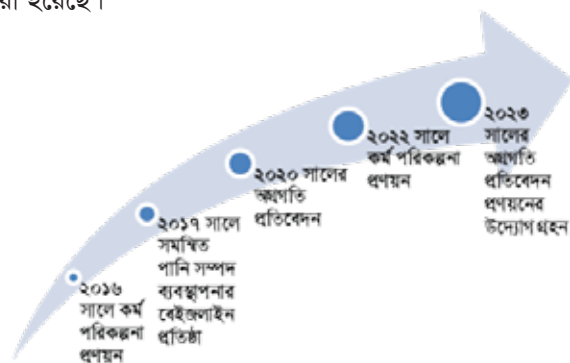 হয়েছে।
২০১৬
সালে কর্ম
পরিকল্পনা
প্রণয়ন
২০১৭ সালে
সমন্বিত
পানি সম্পদ
ব্যবস্থাপনার
বেইজলাইন
প্রতিষ্ঠা
২০২০ সালের
অগ্রগতি
প্রতিবেদন
২০২২ সালে
কর্ম পরিকল্পনা
প্রণয়ন
২০২৩
সালের
অগ্রগতি
প্রতিবেদন
প্রণয়নের
উদ্যোগ গ্রহন